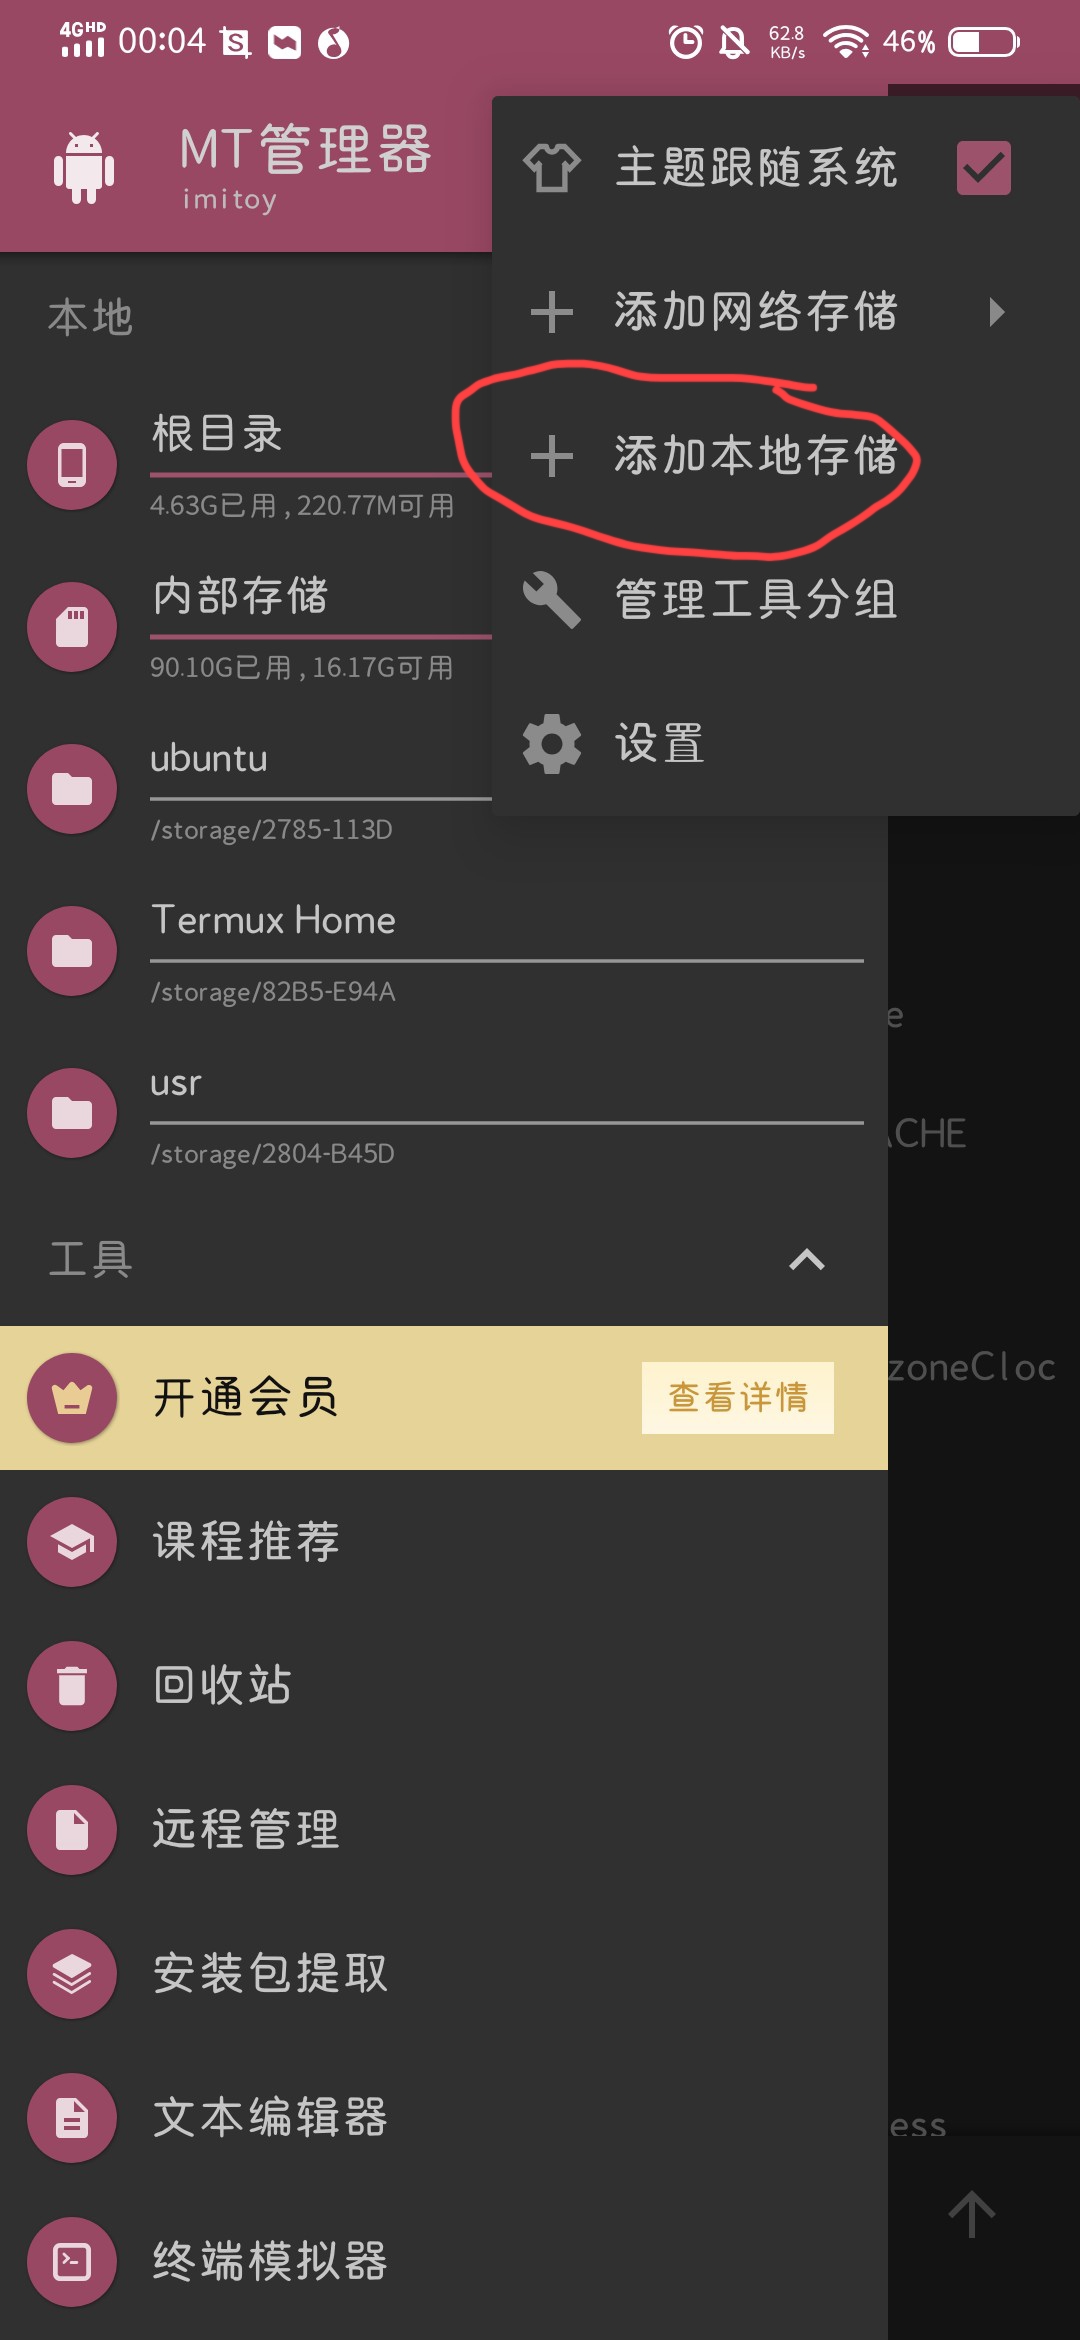 4GHD 00:04 62.8 KB/s 46%
MT管理器
imitoy
主题跟随系统
添加网络存储
添加本地存储
管理工具分组
设置
本地
根目录
4.63G已用,220.77M可用
内部存储
90.10G已用,16.17G可用
ubuntu
/storage/2785-113D
Termux Home
/storage/82B5-E94A
usr
/storage/2804-B45D
工具
开通会员 查看详情
课程推荐
回收站
远程管理
安装包提取
文本编辑器
终端模拟器
e
ACHE
zoneCloc
ess